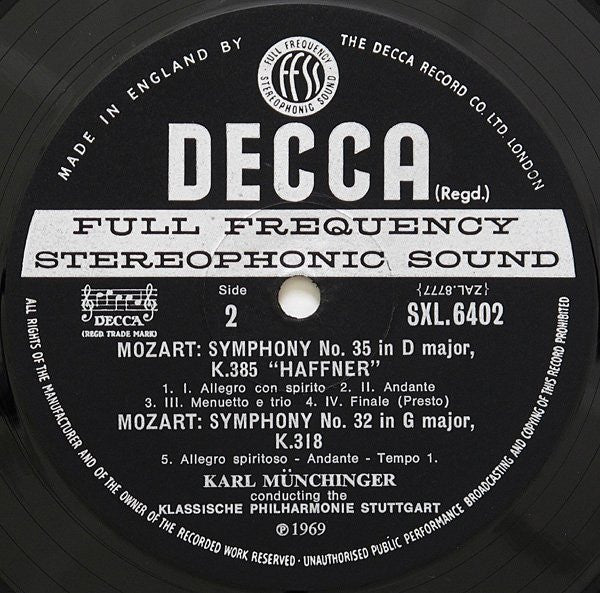 MADE IN ENGLAND BY THE DECCA RECORD CO. LTD. LONDON
FULL FREQUENCY
FFSS
STEREOPHONIC SOUND
DECCA (Regd.)
FULL FREQUENCY
STEREOPHONIC SOUND
DECCA
(REGD. TRADE MARK)
Side
2
{ZAL.8777}
SXL.6402
MOZART: SYMPHONY No. 35 in D major,
K.385 "HAFFNER"
1. I. Allegro con spirito 2. II. Andante
3. III. Menuetto e trio 4. IV. Finale (Presto)
MOZART: SYMPHONY No. 32 in G major,
K.318
5. Allegro spiritoso - Andante - Tempo 1.
KARL MÜNCHINGER
conducting the
KLASSISCHE PHILHARMONIE STUTTGART
℗1969
ALL RIGHTS OF THE MANUFACTURER AND OF THE OWNER OF THE RECORDED WORK RESERVED · UNAUTHORISED PUBLIC PERFORMANCE BROADCASTING AND COPYING OF THIS RECORD PROHIBITED